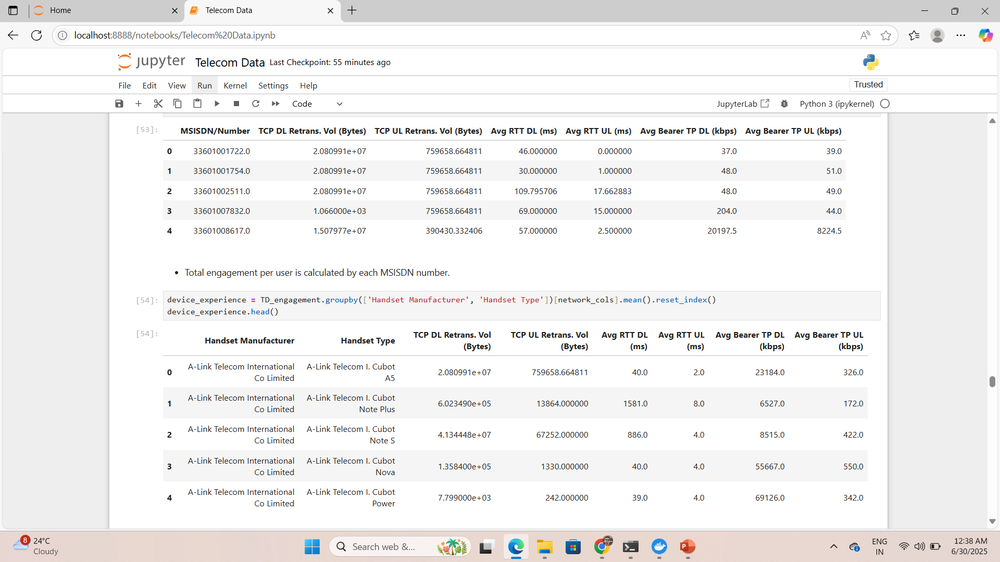 Home
Telecom Data
localhost:8888/notebooks/Telecom%20Data.ipynb
jupyter Telecom Data Last Checkpoint: 55 minutes ago
File Edit View Run Kernel Settings Help Trusted
Code JupyterLab Python 3 (ipykernel)
[53]: MSISDN/Number TCP DL Retrans. Vol (Bytes) TCP UL Retrans. Vol (Bytes) Avg RTT DL (ms) Avg RTT UL (ms) Avg Bearer TP DL (kbps) Avg Bearer TP UL (kbps)
0 33601001722.0 2.080991e+07 759658.664811 46.000000 0.000000 37.0 39.0
1 33601001754.0 2.080991e+07 759658.664811 30.000000 1.000000 48.0 51.0
2 33601002511.0 2.080991e+07 759658.664811 109.795706 17.662883 48.0 49.0
3 33601007832.0 1.066000e+03 759658.664811 69.000000 15.000000 204.0 44.0
4 33601008617.0 1.507977e+07 390430.332406 57.000000 2.500000 20197.5 8224.5
• Total engagement per user is calculated by each MSISDN number.
[54]: device_experience = TD_engagement.groupby(['Handset Manufacturer', 'Handset Type'])[network_cols].mean().reset_index()
device_experience.head()
[54]: Handset Manufacturer Handset Type TCP DL Retrans. Vol (Bytes) TCP UL Retrans. Vol (Bytes) Avg RTT DL (ms) Avg RTT UL (ms) Avg Bearer TP DL (kbps) Avg Bearer TP UL (kbps)
0 A-Link Telecom International Co Limited A-Link Telecom I. Cubot A5 2.080991e+07 759658.664811 40.0 2.0 23184.0 326.0
1 A-Link Telecom International Co Limited A-Link Telecom I. Cubot Note Plus 6.023490e+05 13864.000000 1581.0 8.0 6527.0 172.0
2 A-Link Telecom International Co Limited A-Link Telecom I. Cubot Note S 4.134448e+07 67252.000000 886.0 4.0 8515.0 422.0
3 A-Link Telecom International Co Limited A-Link Telecom I. Cubot Nova 1.358400e+05 1330.000000 40.0 4.0 55667.0 550.0
4 A-Link Telecom International Co Limited A-Link Telecom I. Cubot Power 7.799000e+03 242.000000 39.0 4.0 69126.0 342.0
8 24°C
Cloudy
Search web &...
ENG
IN
12:38 AM
6/30/2025